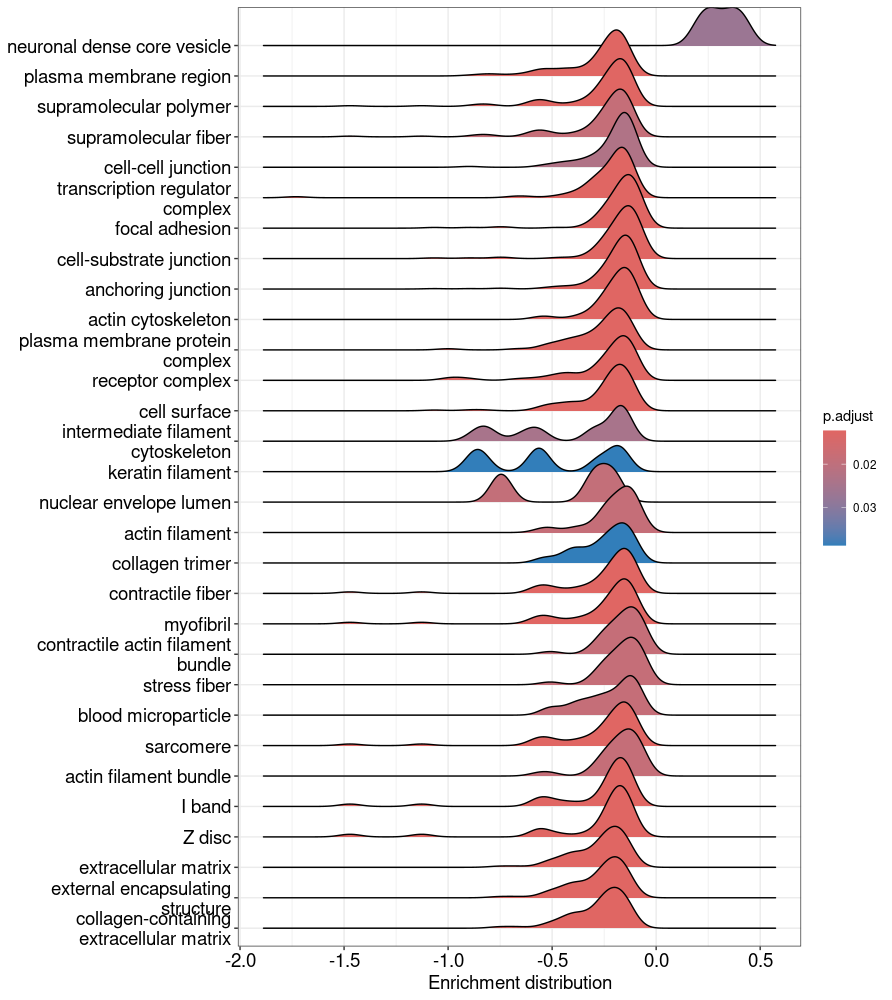 neuronal dense core vesicle
plasma membrane region
supramolecular polymer
supramolecular fiber
cell-cell junction
transcription regulator
complex
focal adhesion
cell-substrate junction
anchoring junction
actin cytoskeleton
plasma membrane protein
complex
receptor complex
cell surface
intermediate filament
cytoskeleton
keratin filament
nuclear envelope lumen
actin filament
collagen trimer
contractile fiber
myofibril
contractile actin filament
bundle
stress fiber
blood microparticle
sarcomere
actin filament bundle
I band
Z disc
extracellular matrix
external encapsulating
structure
collagen-containing
extracellular matrix
-2.0 -1.5 -1.0 -0.5 0.0 0.5
Enrichment distribution
p.adjust
0.02
0.03